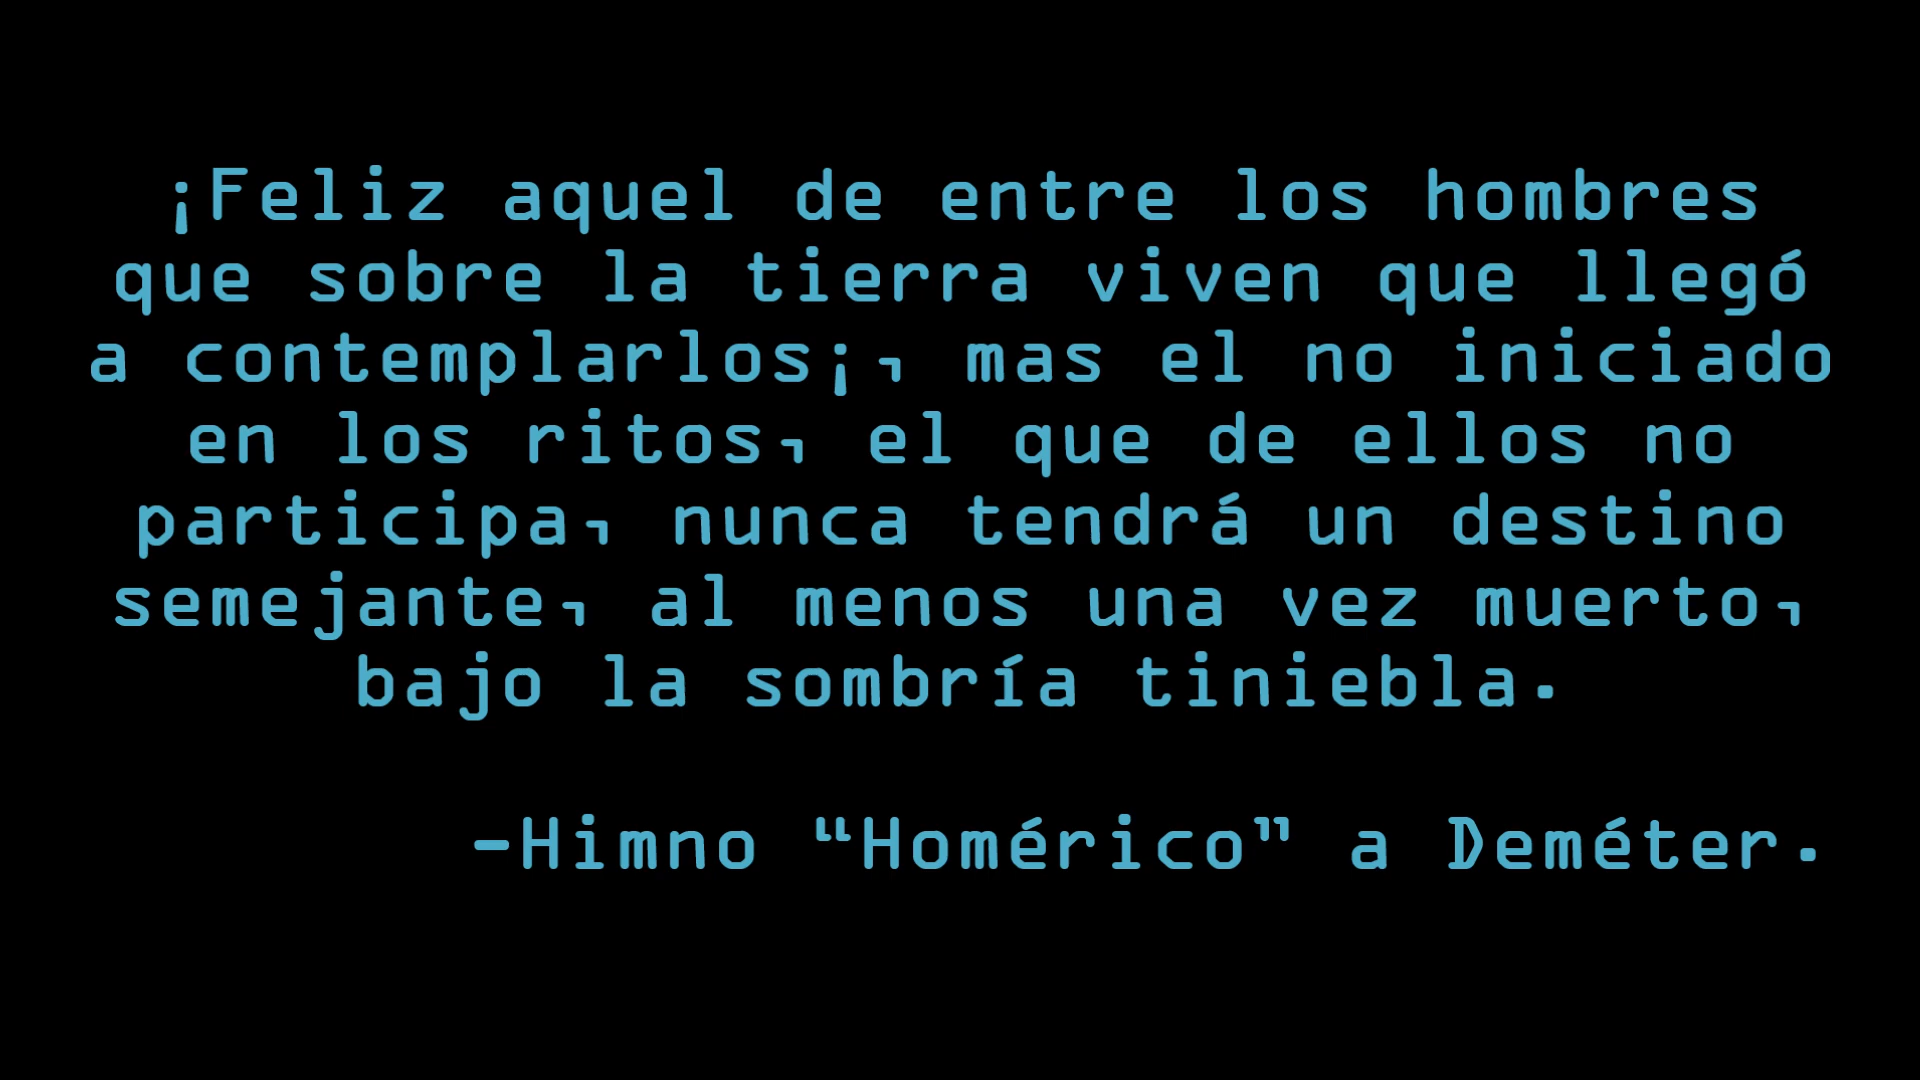 ¡Feliz aquel de entre los hombres
que sobre la tierra viven que llegó
a contemplarlos¡, mas el no iniciado
en los ritos, el que de ellos no
participa, nunca tendrá un destino
semejante, al menos una vez muerto,
bajo la sombría tiniebla.
-Himno “Homérico” a Deméter.